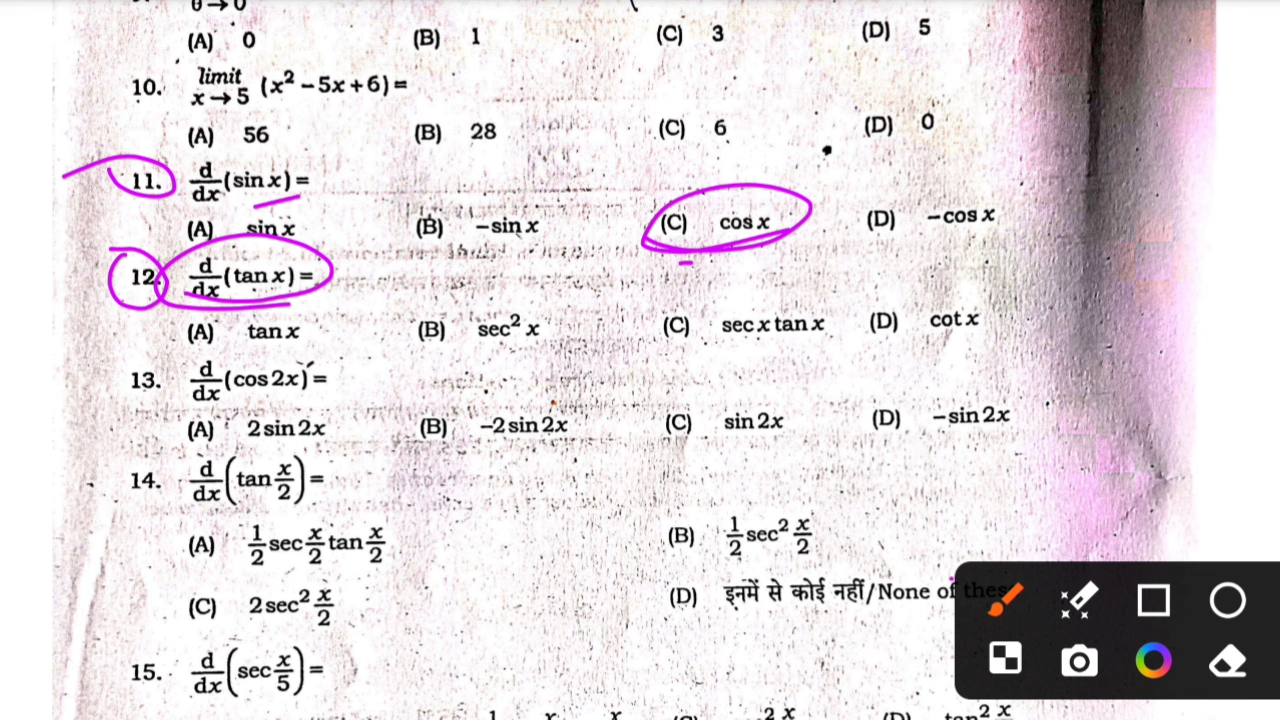 θ→0
(A) 0 (B) 1 (C) 3 (D) 5
10. limit x→5 (x² – 5x + 6) =
(A) 56 (B) 28 (C) 6 (D) 0
11. d/dx (sin x) =
(A) sin x (B) –sin x (C) cos x (D) –cos x
12. d/dx (tan x) =
(A) tan x (B) sec² x (C) sec x tan x (D) cot x
13. d/dx (cos 2x) =
(A) 2 sin 2x (B) –2 sin 2x (C) sin 2x (D) –sin 2x
14. d/dx (tan x/2) =
(A) 1/2 sec x/2 tan x/2 (B) 1/2 sec² x/2
(C) 2 sec² x/2 (D) इनमें से कोई नहीं/None of these
15. d/dx (sec x/5) =